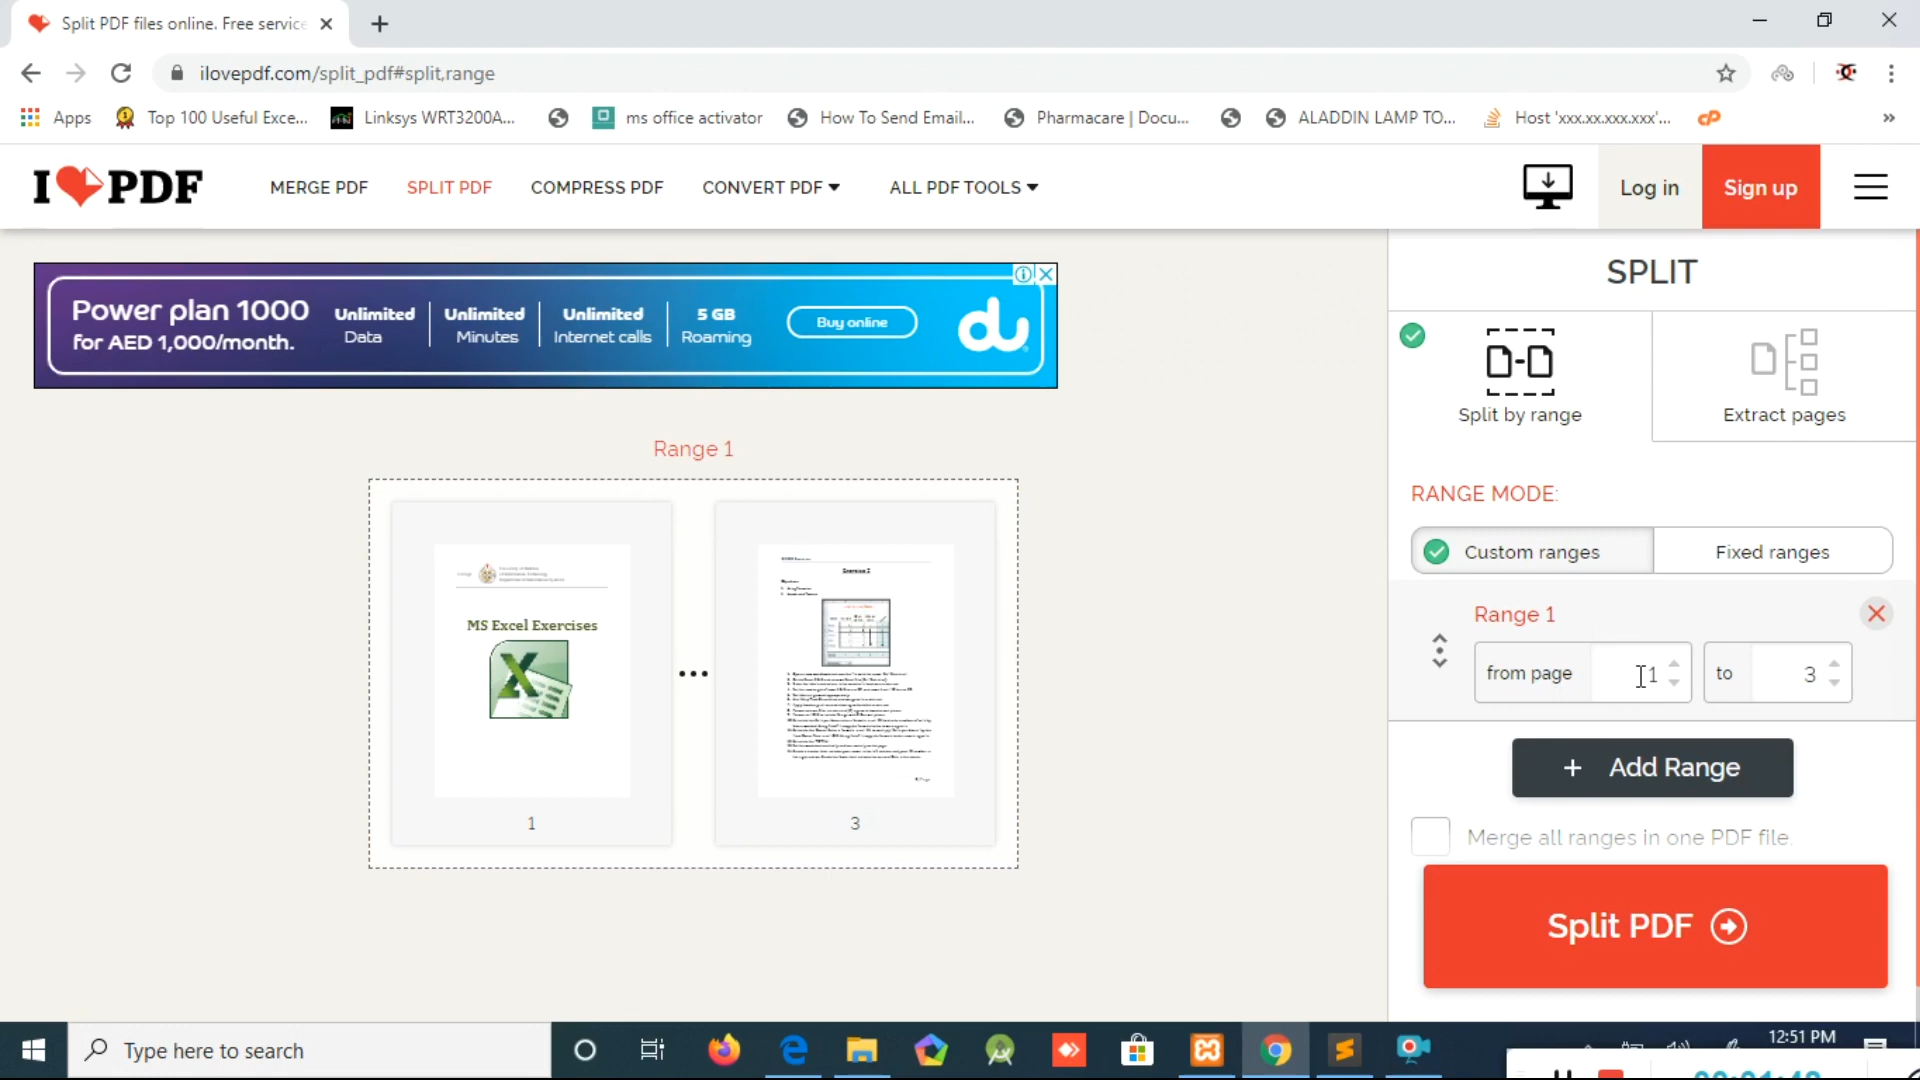 Split PDF files online. Free service
ilovepdf.com/split_pdf#split,range
Apps
Top 100 Useful Exce...
Linksys WRT3200A...
ms office activator
How To Send Email...
Pharmacare | Docu...
ALADDIN LAMP TO...
Host 'xxx.xx.xxx.xxx'...
I PDF
MERGE PDF
SPLIT PDF
COMPRESS PDF
CONVERT PDF
ALL PDF TOOLS
Log in
Sign up
Power plan 1000
for AED 1,000/month.
Unlimited
Data
Unlimited
Minutes
Unlimited
Internet calls
5 GB
Roaming
Buy online
du
Range 1
MS Excel Exercises
1
3
SPLIT
Split by range
Extract pages
RANGE MODE:
Custom ranges
Fixed ranges
Range 1
from page 1
to 3
+ Add Range
Merge all ranges in one PDF file.
Split PDF
Type here to search
12:51 PM